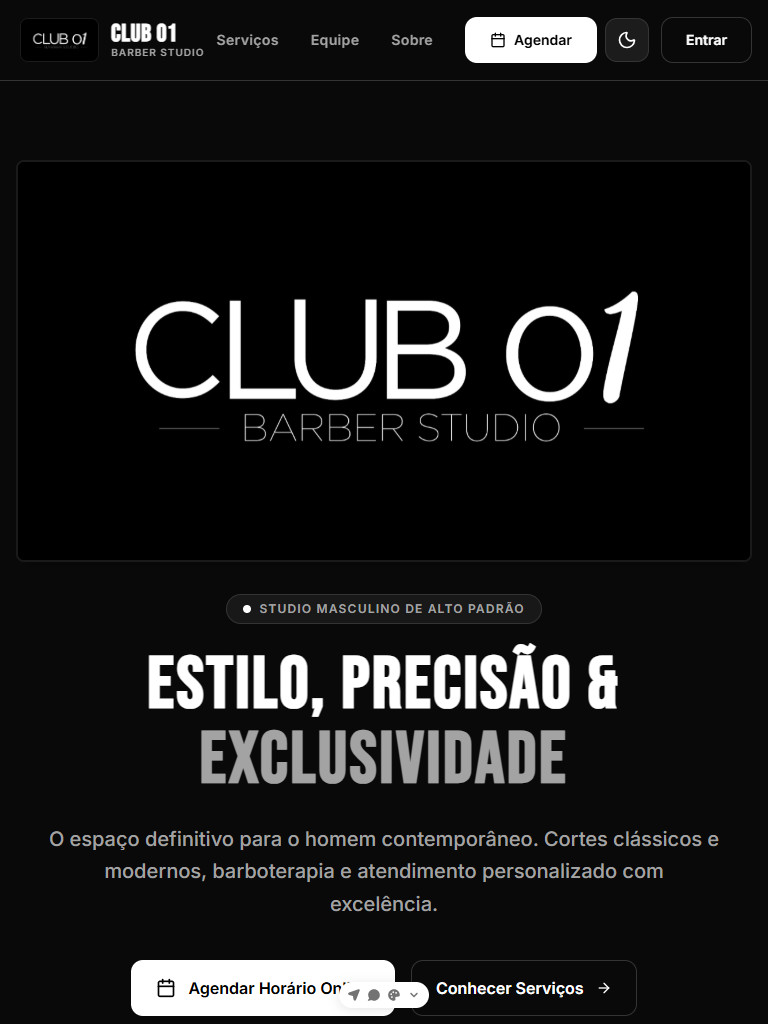 CLUB 01
CLUB 01
BARBER STUDIO
Serviços
Equipe
Sobre
Agendar
Entrar
CLUB 01
BARBER STUDIO
STUDIO MASCULINO DE ALTO PADRÃO
ESTILO, PRECISÃO &
EXCLUSIVIDADE
O espaço definitivo para o homem contemporâneo. Cortes clássicos e
modernos, barboterapia e atendimento personalizado com
excelência.
Agendar Horário
Conhecer Serviços